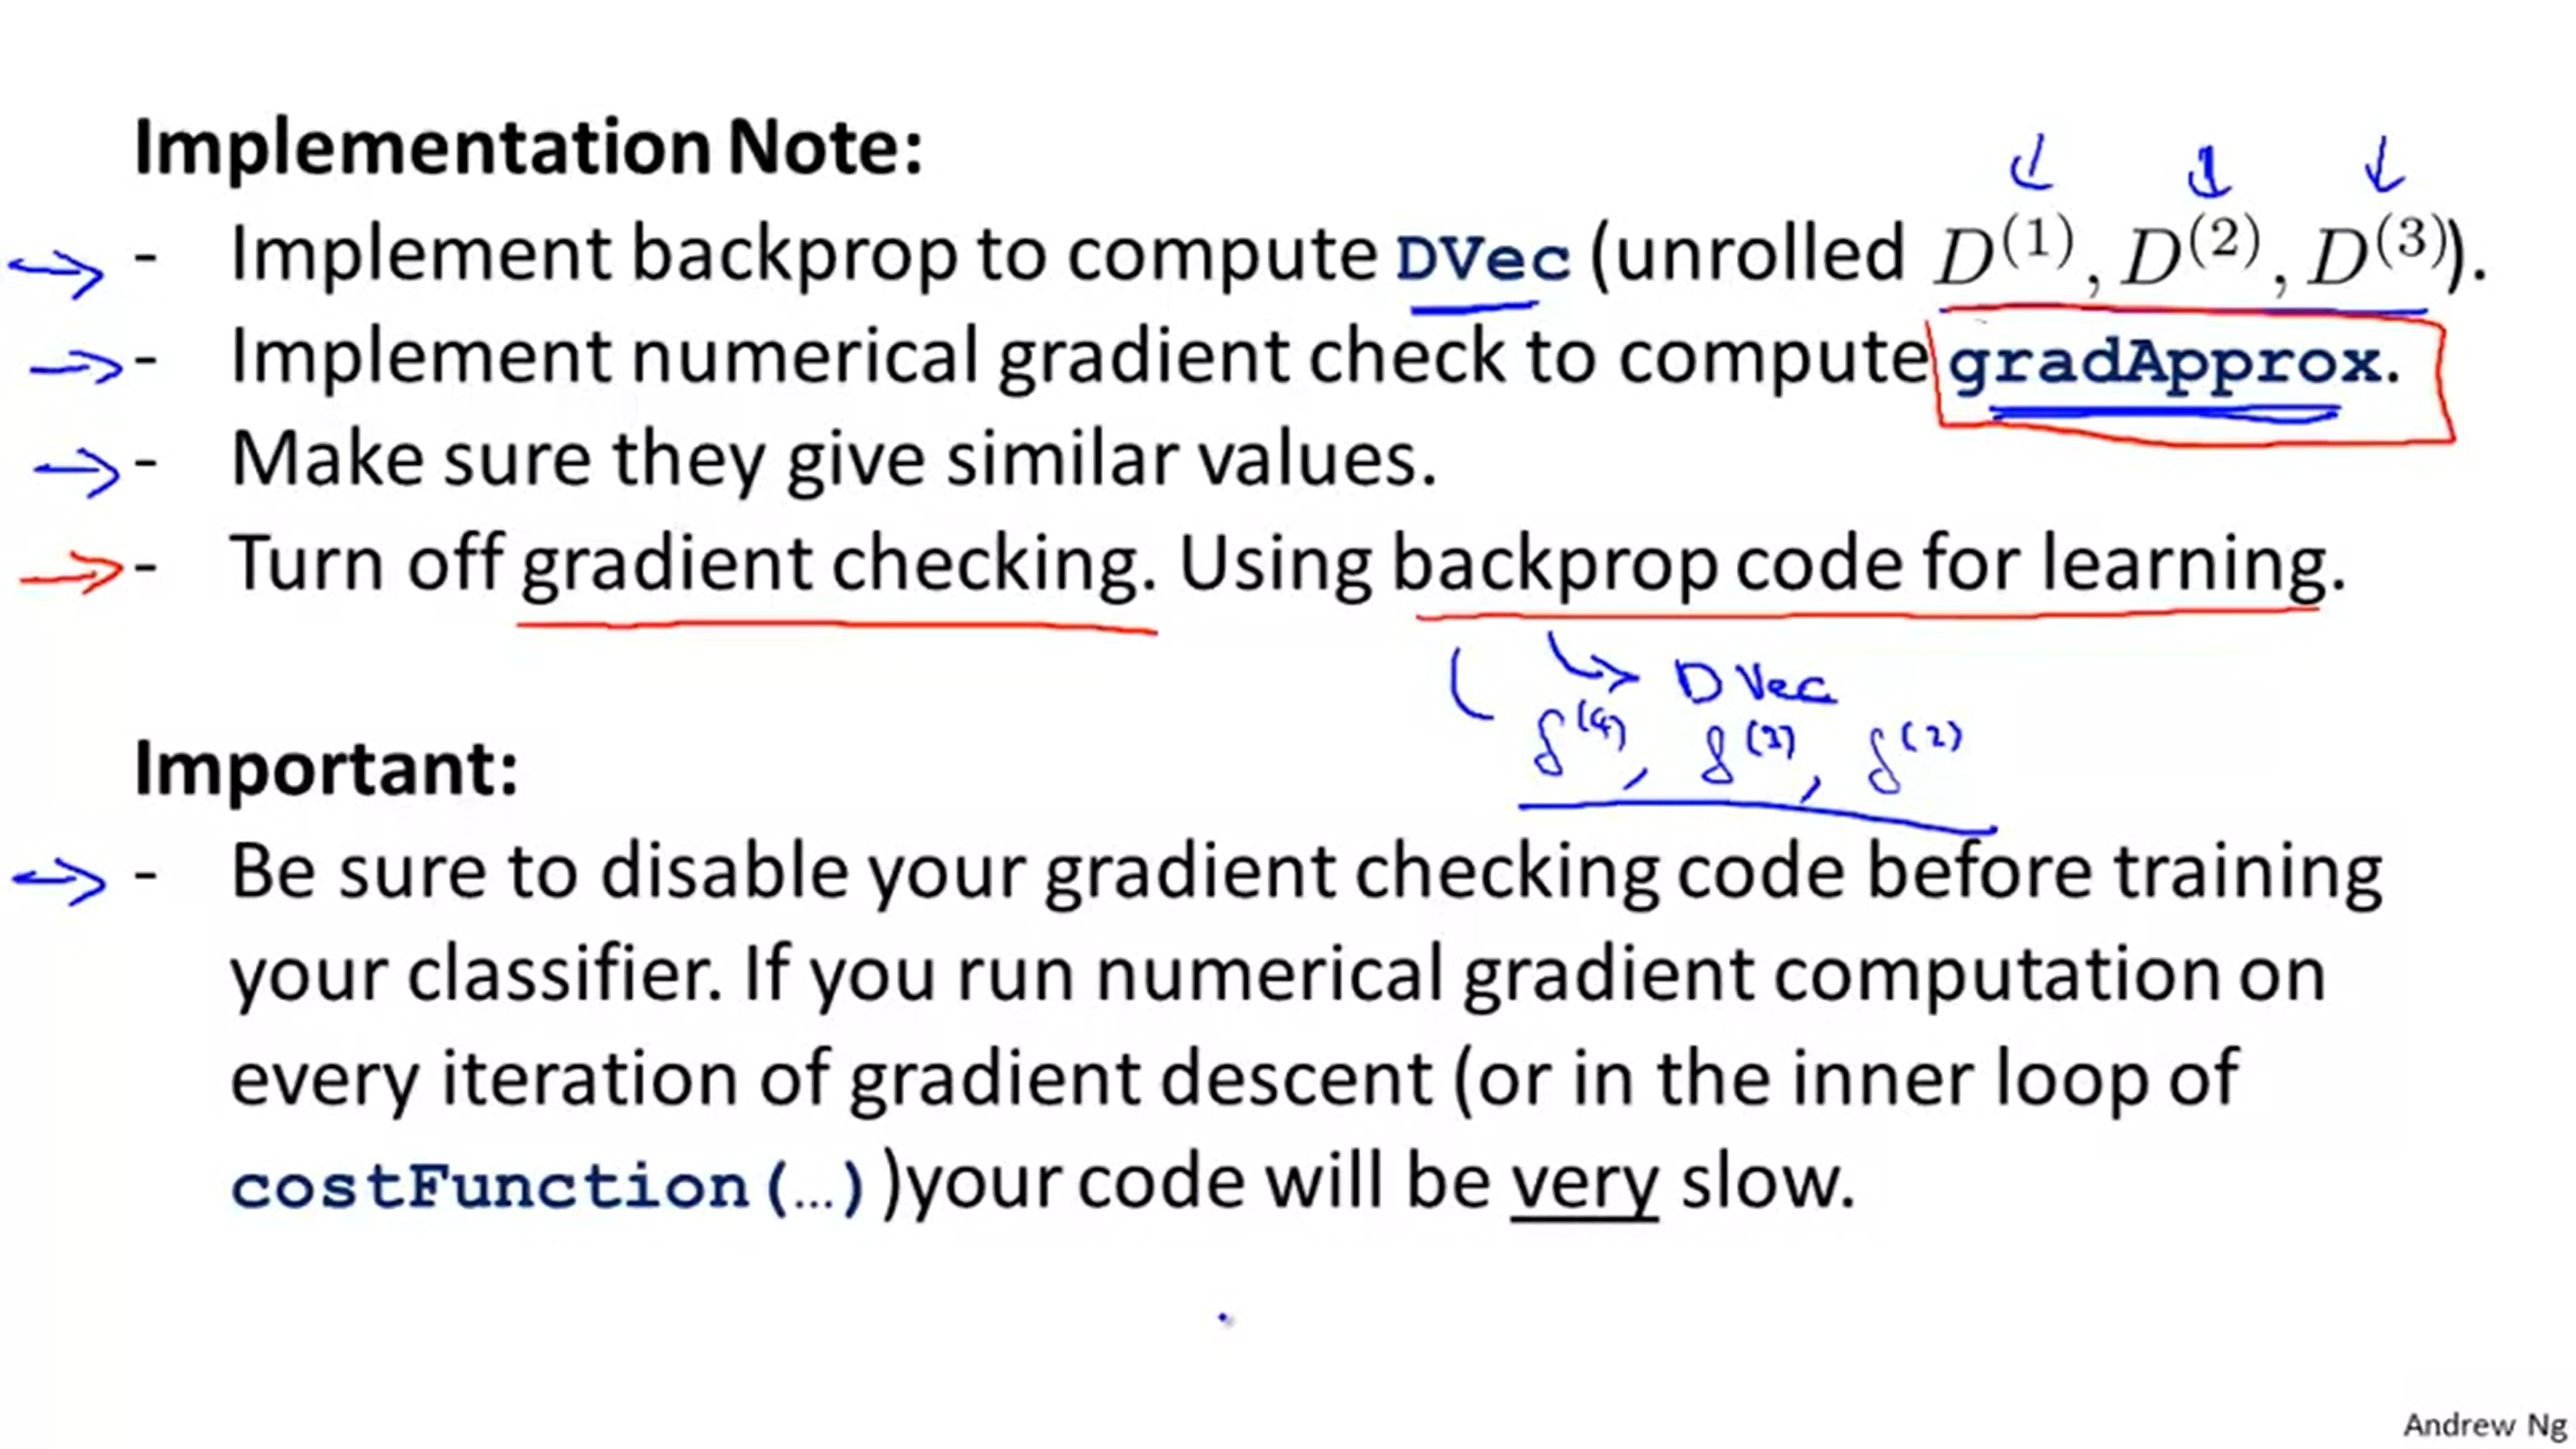 Implementation Note:
- Implement backprop to compute DVec (unrolled D⁽¹⁾, D⁽²⁾, D⁽³⁾).
- Implement numerical gradient check to compute gradApprox.
- Make sure they give similar values.
- Turn off gradient checking. Using backprop code for learning.
DVec
δ⁽⁴⁾, δ⁽³⁾, δ⁽²⁾
Important:
- Be sure to disable your gradient checking code before training
your classifier. If you run numerical gradient computation on
every iteration of gradient descent (or in the inner loop of
costFunction(…))your code will be very slow.
Andrew Ng